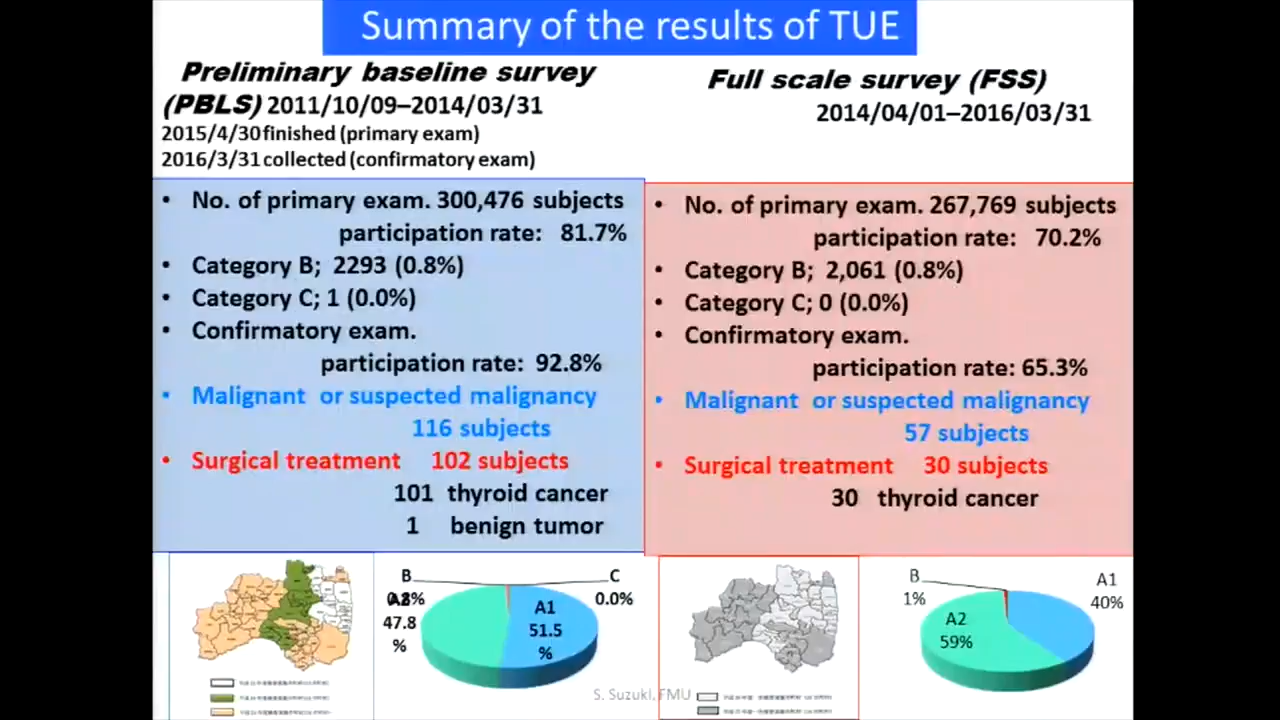 Summary of the results of TUE
Preliminary baseline survey
(PBLS) 2011/10/09–2014/03/31
2015/4/30finished (primary exam)
2016/3/31collected (confirmatory exam)
• No. of primary exam. 300,476 subjects
participation rate: 81.7%
• Category B; 2293 (0.8%)
• Category C; 1 (0.0%)
• Confirmatory exam.
participation rate: 92.8%
• Malignant or suspected malignancy
116 subjects
• Surgical treatment 102 subjects
101 thyroid cancer
1 benign tumor
Full scale survey (FSS)
2014/04/01–2016/03/31
• No. of primary exam. 267,769 subjects
participation rate: 70.2%
• Category B; 2,061 (0.8%)
• Category C; 0 (0.0%)
• Confirmatory exam.
participation rate: 65.3%
• Malignant or suspected malignancy
57 subjects
• Surgical treatment 30 subjects
30 thyroid cancer
B
0.8%
A2
47.8
%
A1
51.5
%
C
0.0%
B
1%
A2
59%
A1
40%
S. Suzuki, FMU